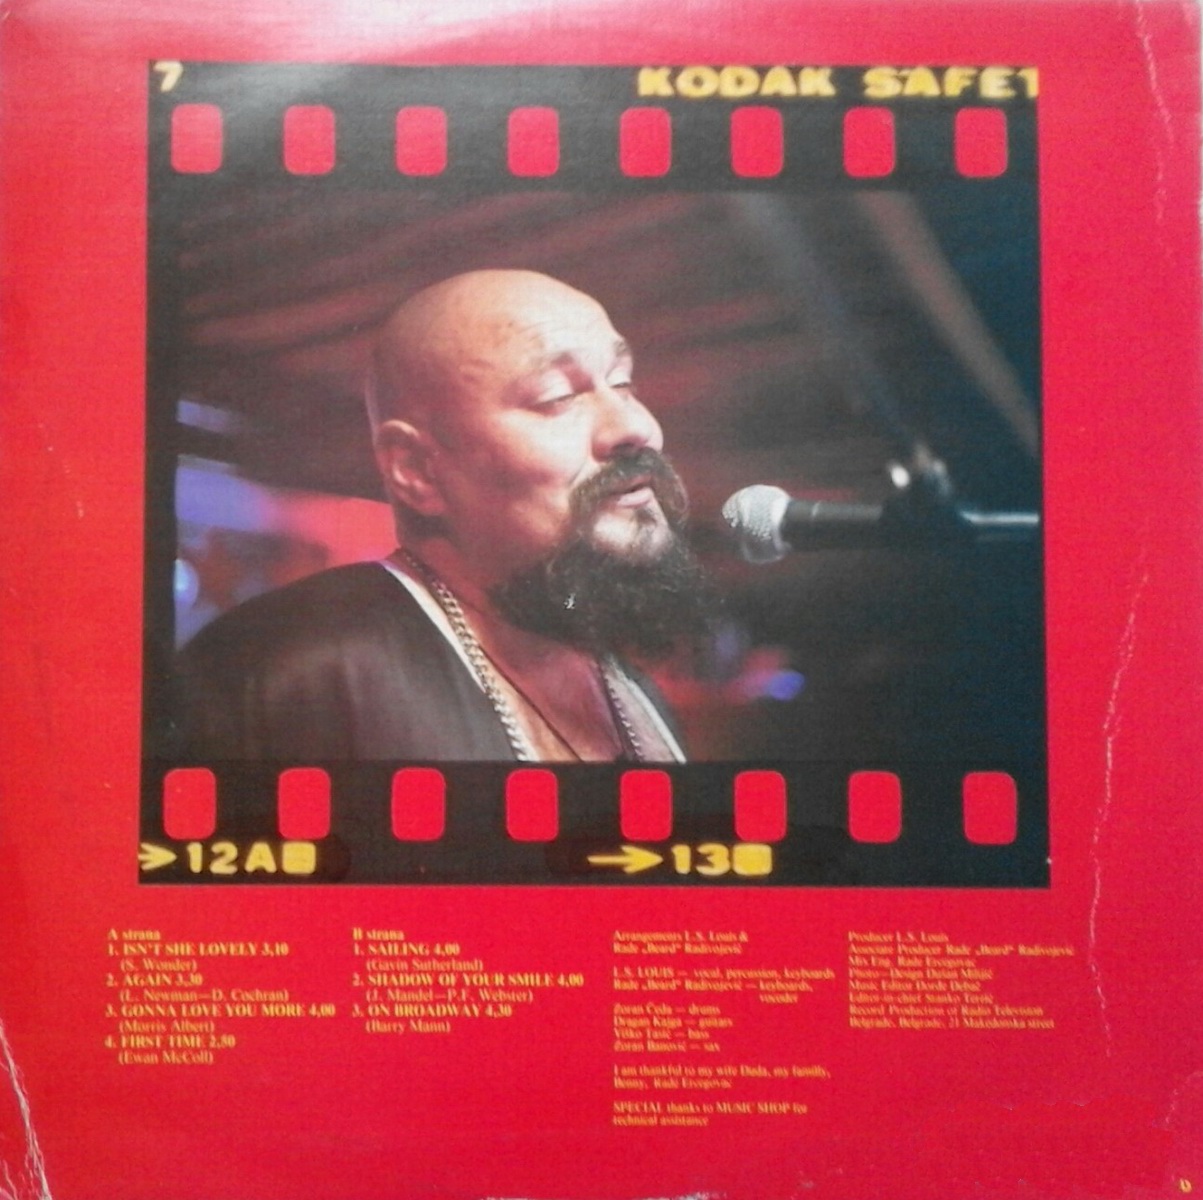 7
KODAK SAFET
12A
13
A strana
1. ISN'T SHE LOVELY 3,10
(S. Wonder)
2. AGAIN 3,30
(L. Newman—D. Cochran)
3. GONNA LOVE YOU MORE 4,00
(Morris Albert)
4. FIRST TIME 2,50
(Ewan McColl)
B strana
1. SAILING 4,00
(Gavin Sutherland)
2. SHADOW OF YOUR SMILE 4,00
(J. Mandel—P.F. Webster)
3. ON BROADWAY 4,30
(Barry Mann)
Arrangements L.S. Louis &
Rade „Beard“ Radivojević
L.S. LOUIS — vocal, percussion, keyboards
Rade „Beard“ Radivojević — keyboards,
vocoder
Zoran Čeda — drums
Dragan Kajga — guitars
Viško Tasić — bass
Zoran Banović — sax
I am thankful to my wife Duda, my familly,
Benny, Rade Ercegovac
SPECIAL thanks to MUSIC SHOP for
technical assistance
Producer L.S. Louis
Associate Producer Rade „Beard“ Radivojević
Mix Eng. Rade Ercegovac
Photo — Design Dušan
Music Editor Đorđe Debač
Editor-in-chief Stanko Terzić
Record Production of Radio Television
Belgrade, Belgrade, 21 Makedonska street